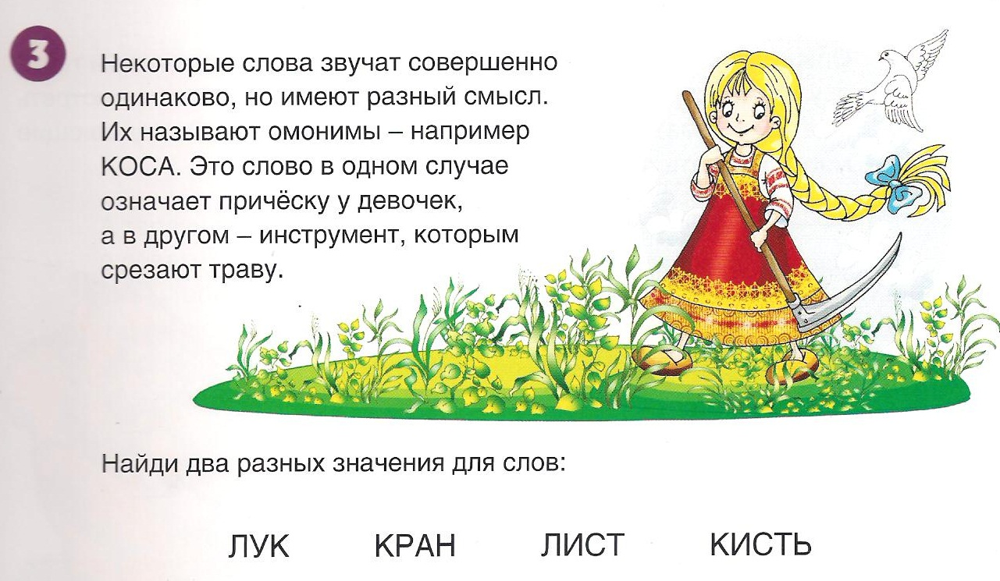 3
Некоторые слова звучат совершенно
одинаково, но имеют разный смысл.
Их называют омонимы – например
КОСА. Это слово в одном случае
означает причёску у девочек,
а в другом – инструмент, которым
срезают траву.
Найди два разных значения для слов:
ЛУК КРАН ЛИСТ КИСТЬ